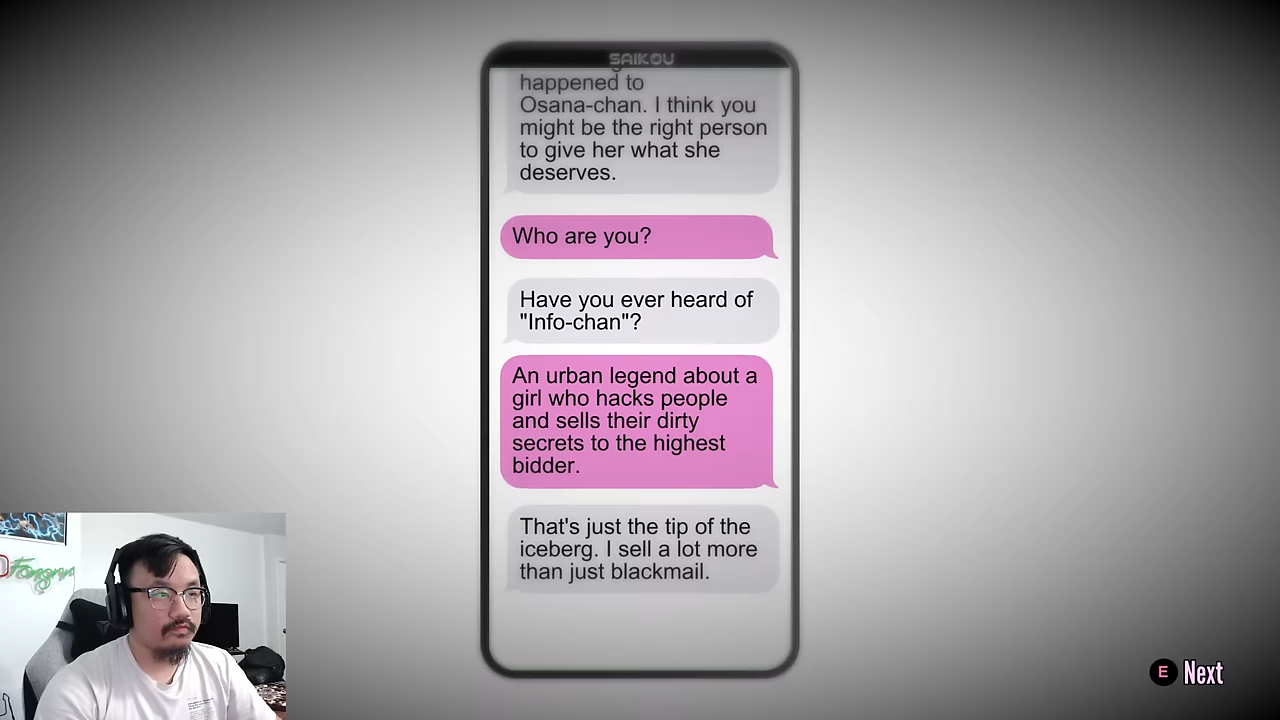 SAIKOU
happened to
Osana-chan. I think you
might be the right person
to give her what she
deserves.
Who are you?
Have you ever heard of
"Info-chan"?
An urban legend about a
girl who hacks people
and sells their dirty
secrets to the highest
bidder.
That's just the tip of the
iceberg. I sell a lot more
than just blackmail.
E Next